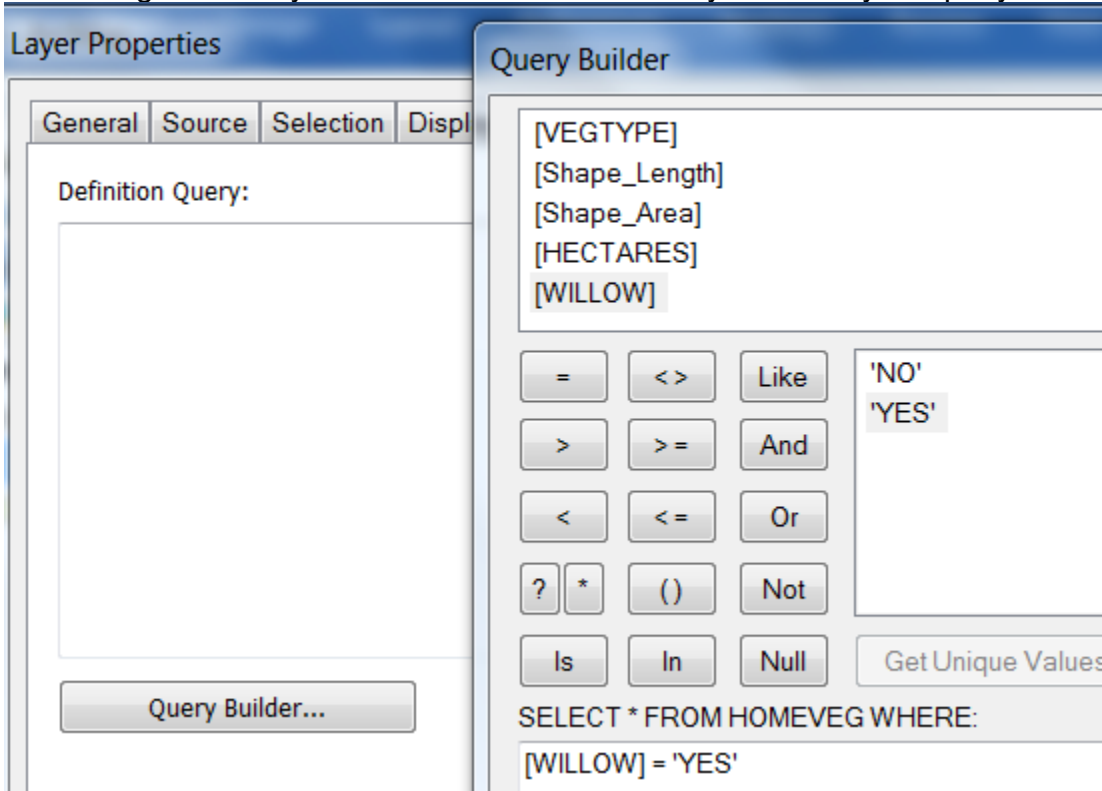 Layer Properties
General Source Selection Displ
Definition Query:
Query Builder...
Query Builder
[VEGTYPE]
[Shape_Length]
[Shape_Area]
[HECTARES]
[WILLOW]
= <> Like
> >= And
< <= Or
? * () Not
Is In Null
'NO'
'YES'
Get Unique Values
SELECT * FROM HOMEVEG WHERE:
[WILLOW] = 'YES'